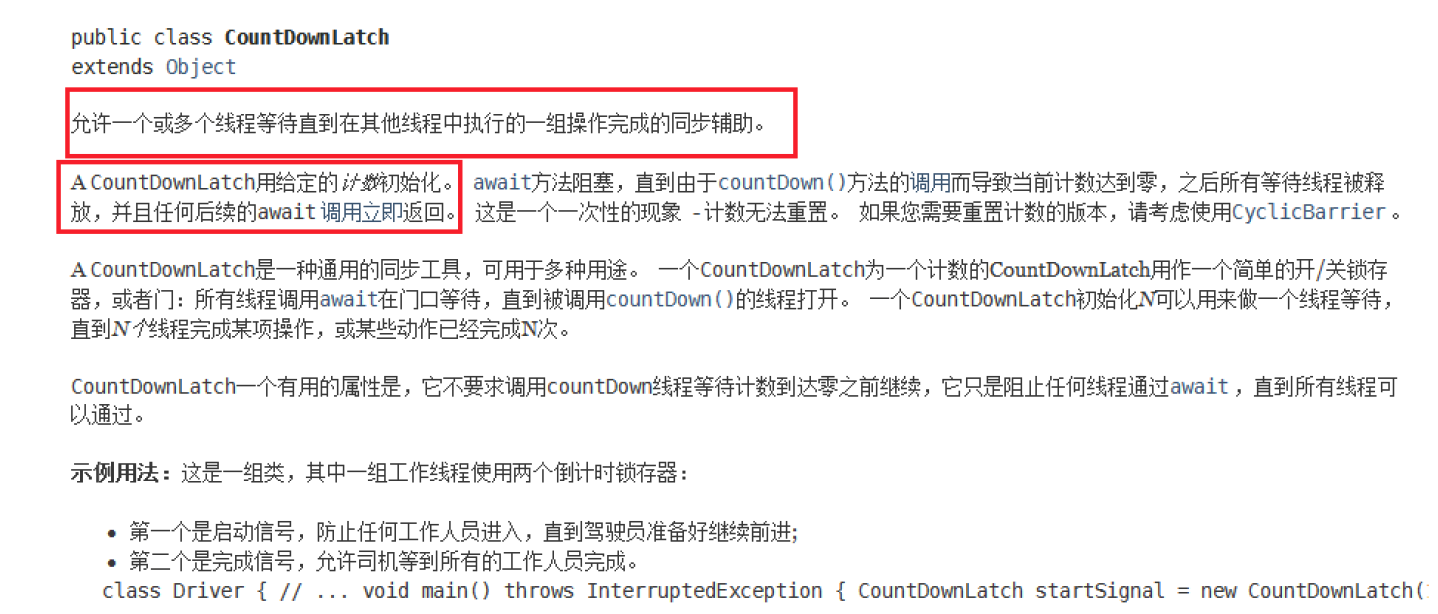 public class CountDownLatch
extends Object
允许一个或多个线程等待直到在其他线程中执行的一组操作完成的同步辅助。
A CountDownLatch用给定的计数初始化。 await方法阻塞，直到由于countDown()方法的调用而导致当前计数达到零，之后所有等待线程被释
放，并且任何后续的await 调用立即返回。 这是一个一次性的现象 -计数无法重置。 如果您需要重置计数的版本，请考虑使用CyclicBarrier 。
A CountDownLatch是一种通用的同步工具，可用于多种用途。 一个CountDownLatch为一个计数的CountDownLatch用作一个简单的开/关锁存
器，或者门：所有线程调用await在门口等待，直到被调用countDown()的线程打开。 一个CountDownLatch初始化N可以用来做一个线程等待，
直到N个线程完成某项操作，或某些动作已经完成N次。
CountDownLatch一个有用的属性是，它不要求调用countDown线程等待计数到达零之前继续，它只是阻止任何线程通过await ，直到所有线程可
以通过。
示例用法：这是一组类，其中一组工作线程使用两个倒计时锁存器：
• 第一个是启动信号，防止任何工作人员进入，直到驾驶员准备好继续前进;
• 第二个是完成信号，允许司机等到所有的工作人员完成。
class Driver { // ... void main() throws InterruptedException { CountDownLatch startSignal = new CountDownLatch(